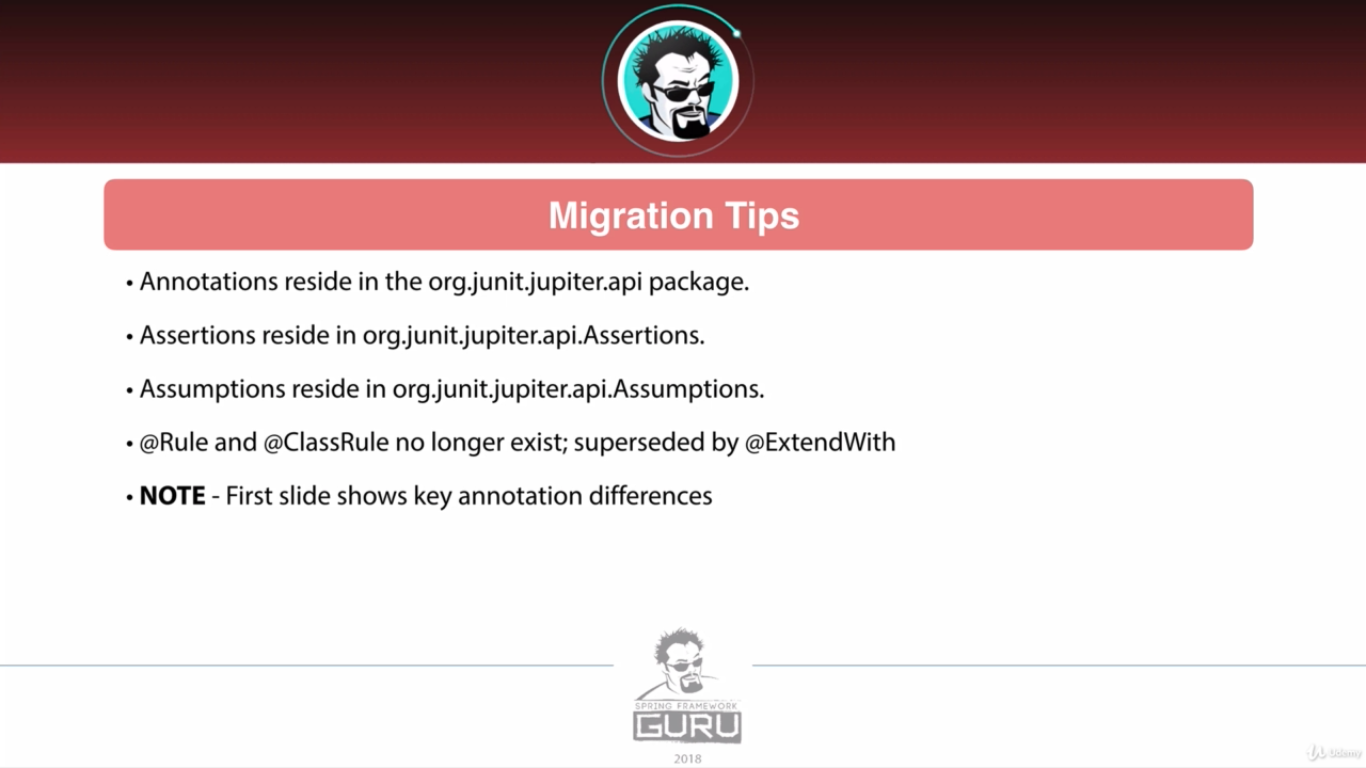 Migration Tips
• Annotations reside in the org.junit.jupiter.api package.
• Assertions reside in org.junit.jupiter.api.Assertions.
• Assumptions reside in org.junit.jupiter.api.Assumptions.
• @Rule and @ClassRule no longer exist; superseded by @ExtendWith
• NOTE - First slide shows key annotation differences
SPRING FRAMEWORK
GURU
2018
Udemy